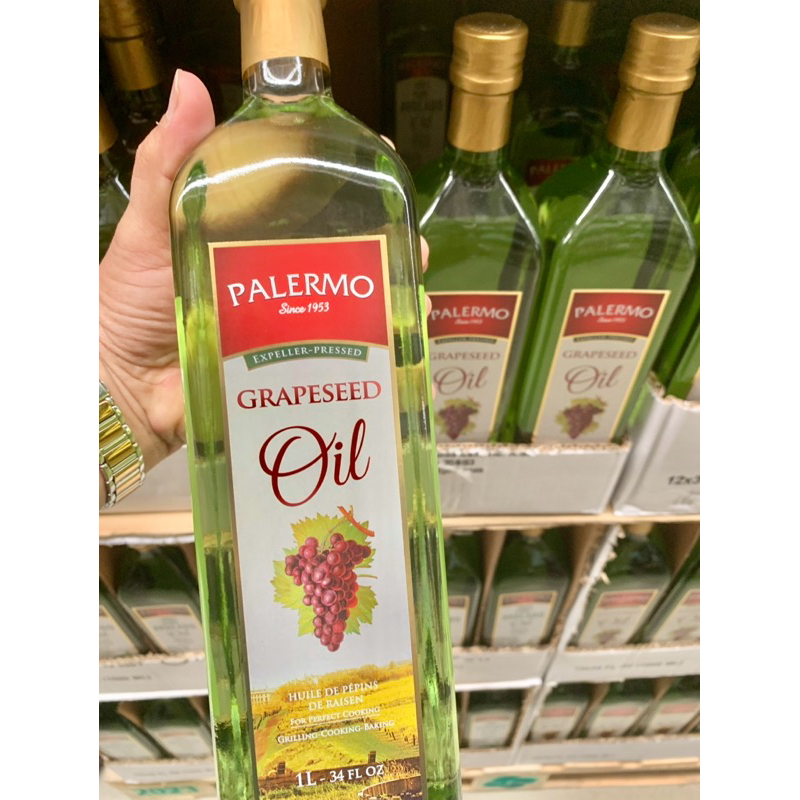 PALERMO
Since 1953
EXPELLER-PRESSED
GRAPESEED
Oil
HUILE DE PÉPINS
DE RAISEN
FOR PERFECT COOKING
GRILLING-COOKING-BAKING
1L - 34 FL OZ
PALERMO
Since 1953
GRAPESEED
Oil
PALERMO
Since 1953
GRAPESEED
Oil